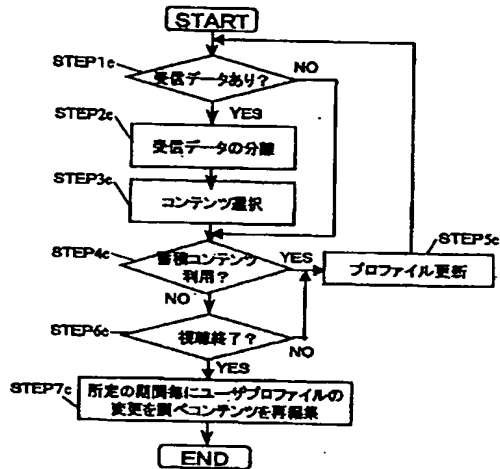 START
STEP1c
受信データあり?
NO
YES
STEP2c
受信データの分離
STEP3c
コンテンツ選択
STEP4c
蓄積コンテンツ
利用?
YES
STEP5c
プロファイル更新
NO
STEP6c
視聴終了?
NO
YES
STEP7c
所定の期間毎にユーザプロファイルの
変更を調べコンテンツを再編集
END